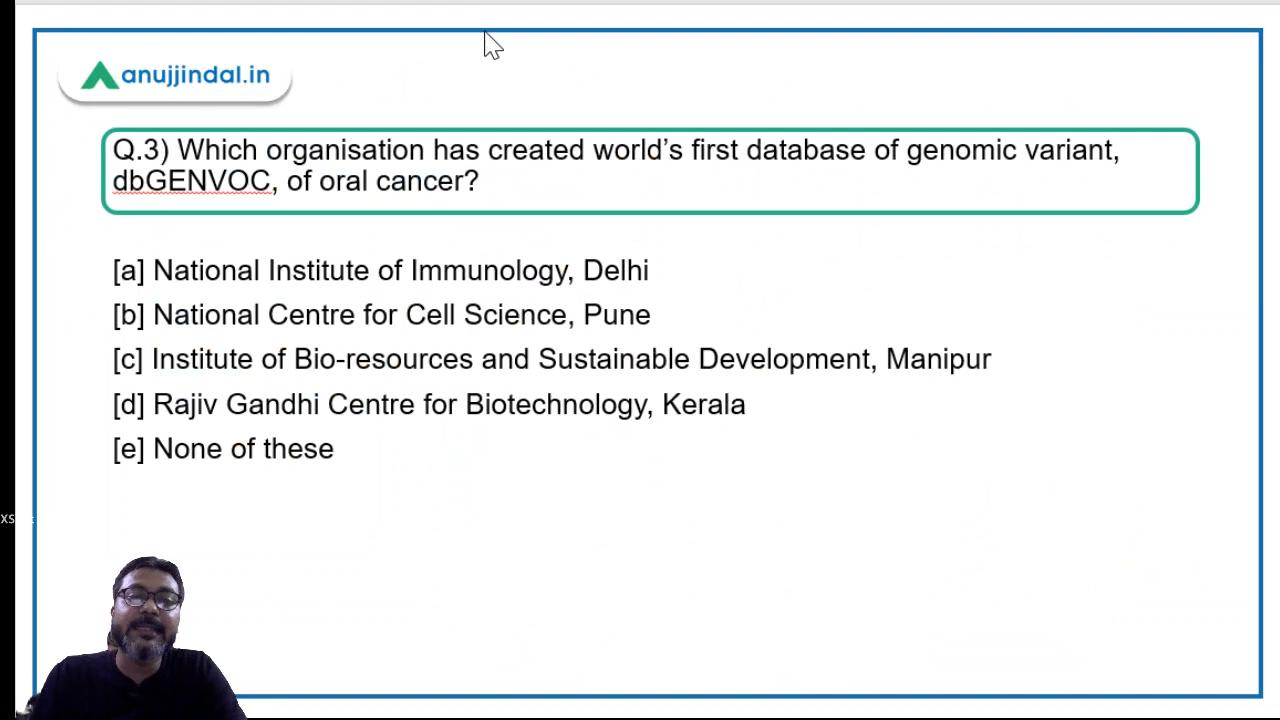 anujjindal.in
Q.3) Which organisation has created world's first database of genomic variant,
dbGENVOC, of oral cancer?
[a] National Institute of Immunology, Delhi
[b] National Centre for Cell Science, Pune
[c] Institute of Bio-resources and Sustainable Development, Manipur
[d] Rajiv Gandhi Centre for Biotechnology, Kerala
[e] None of these